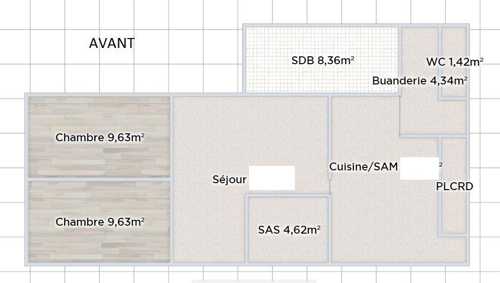 AVANT
SDB 8,36m²
WC 1,42m²
Buanderie 4,34m²
Chambre 9,63m²
Cuisine/SAM ²
Séjour
PLCRD
Chambre 9,63m²
SAS 4,62m²